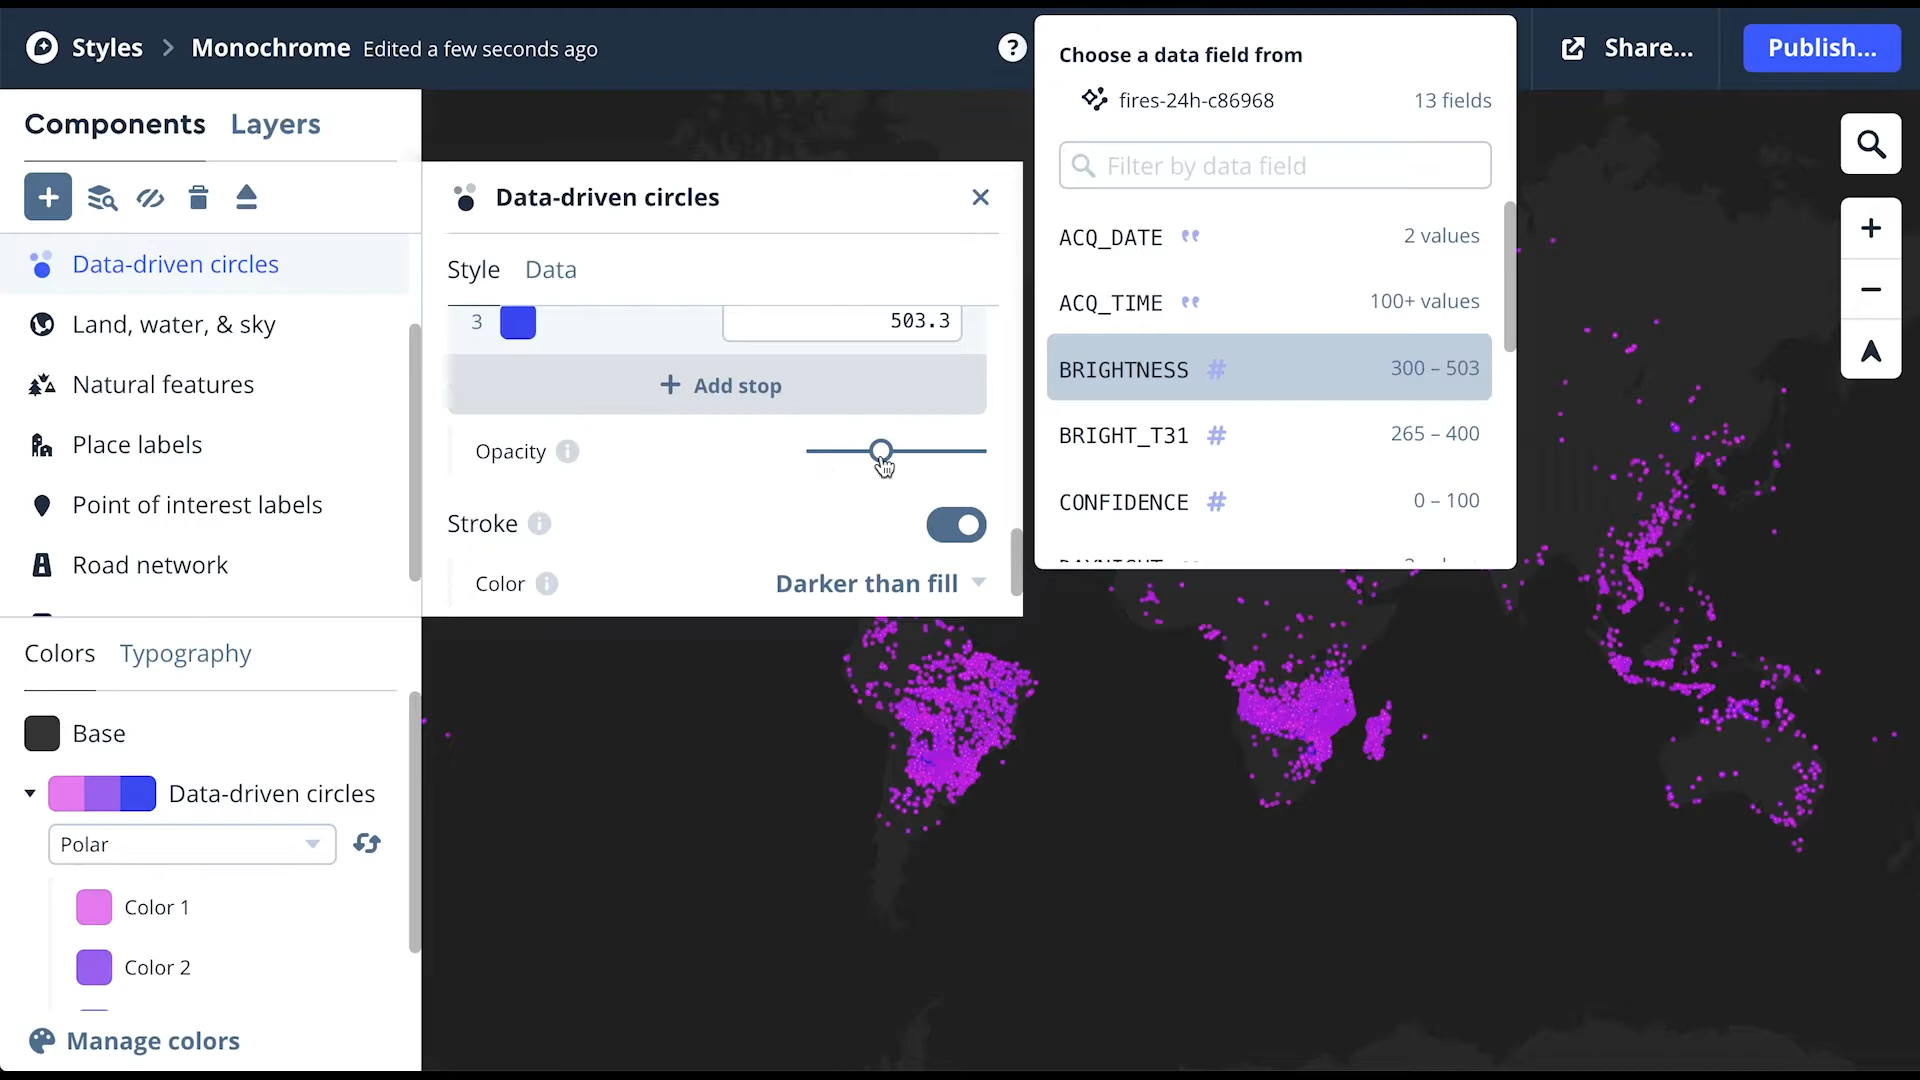 Styles > Monochrome Edited a few seconds ago
?
Share...
Publish...
Components Layers
Data-driven circles
Land, water, & sky
Natural features
Place labels
Point of interest labels
Road network
Colors Typography
Base
Data-driven circles
Polar
Color 1
Color 2
Manage colors
Data-driven circles
Style Data
3 503.3
+ Add stop
Opacity i
Stroke i
Color i Darker than fill
Choose a data field from
fires-24h-c86968 13 fields
Filter by data field
ACQ_DATE 2 values
ACQ_TIME 100+ values
BRIGHTNESS # 300 – 503
BRIGHT_T31 # 265 – 400
CONFIDENCE # 0 – 100